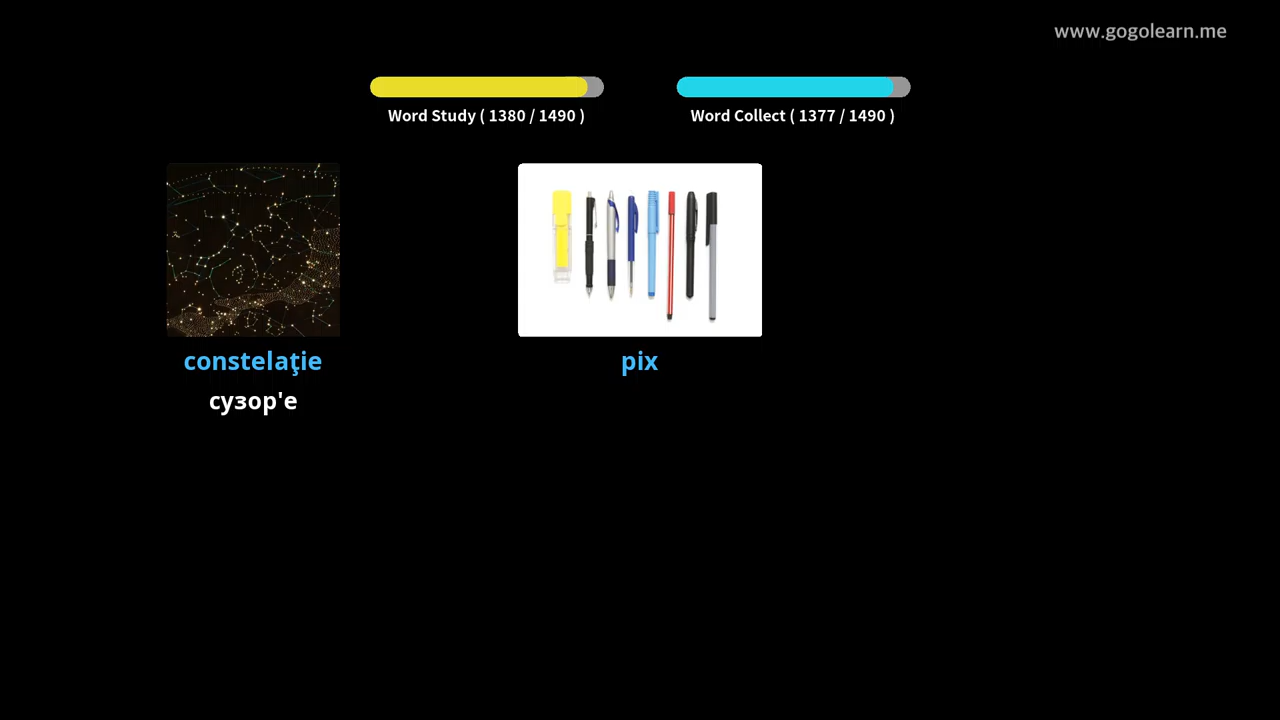 www.gogolearn.me
Word Study ( 1380 / 1490 )
Word Collect ( 1377 / 1490 )
constelaţie
pix
сузор'е